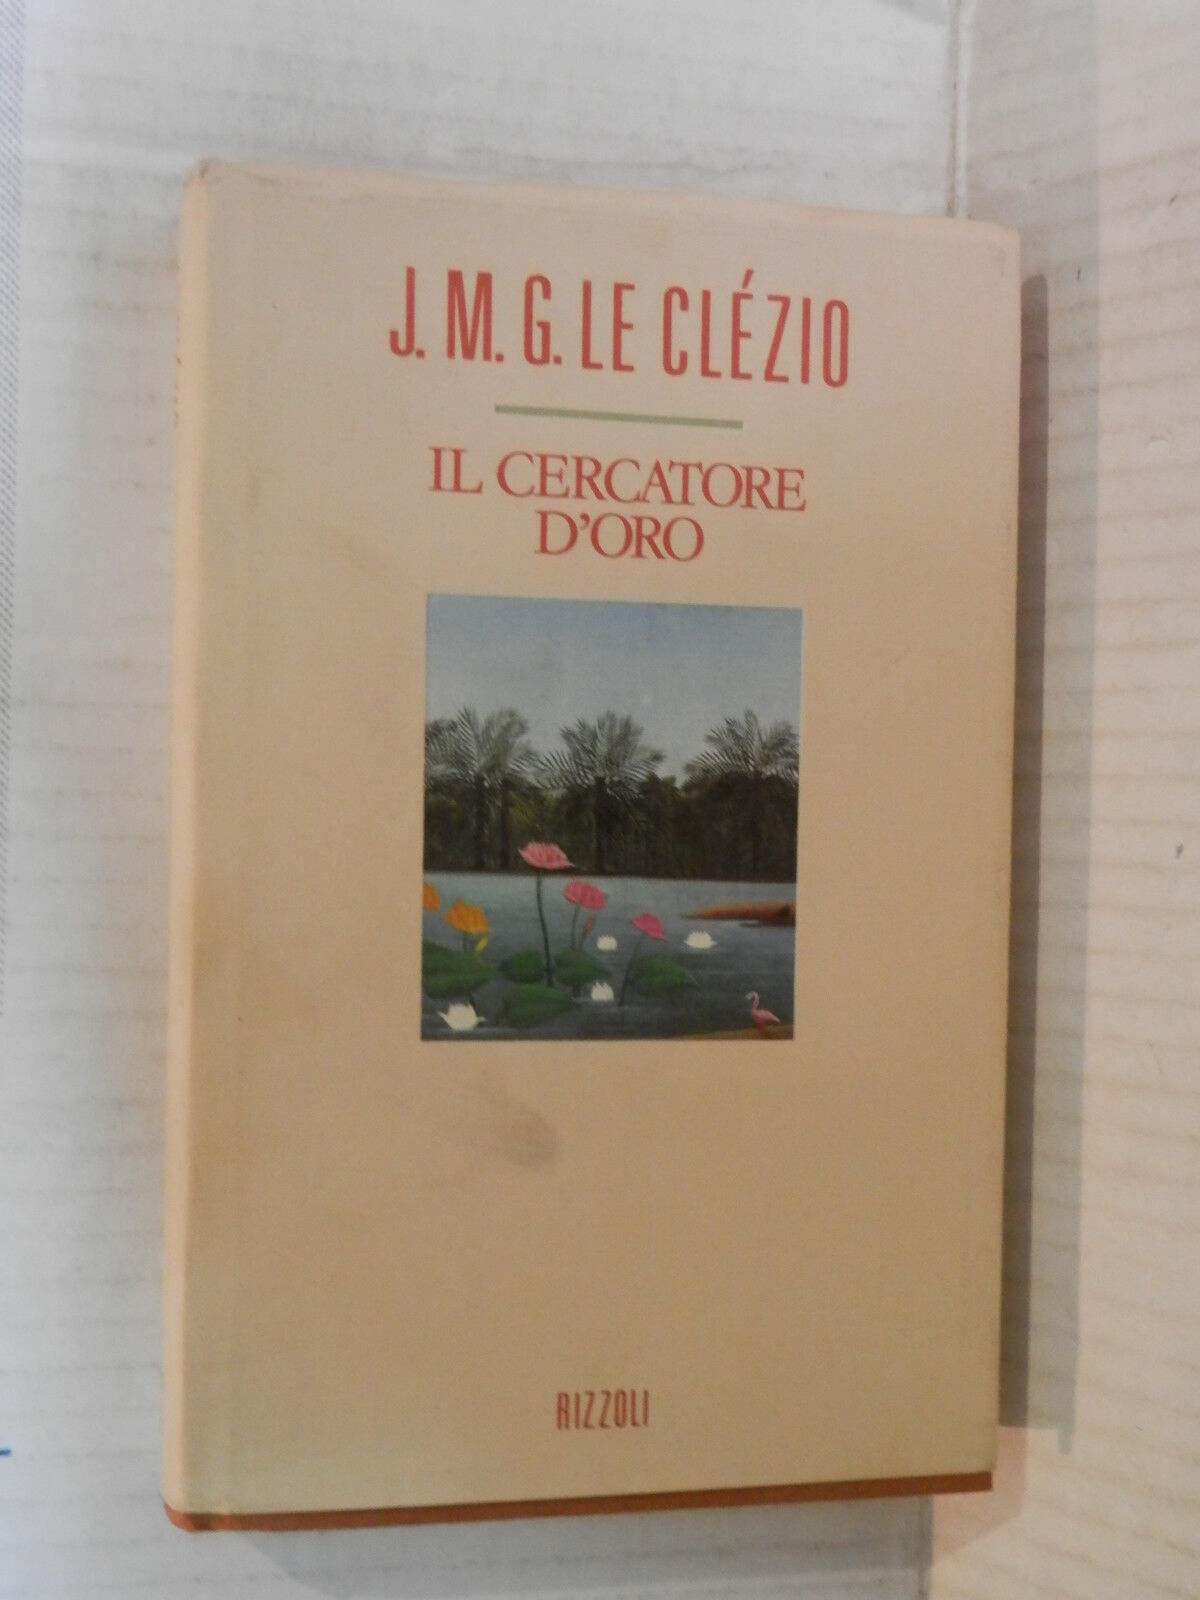 J. M. G. LE CLÉZIO
IL CERCATORE
D'ORO
RIZZOLI